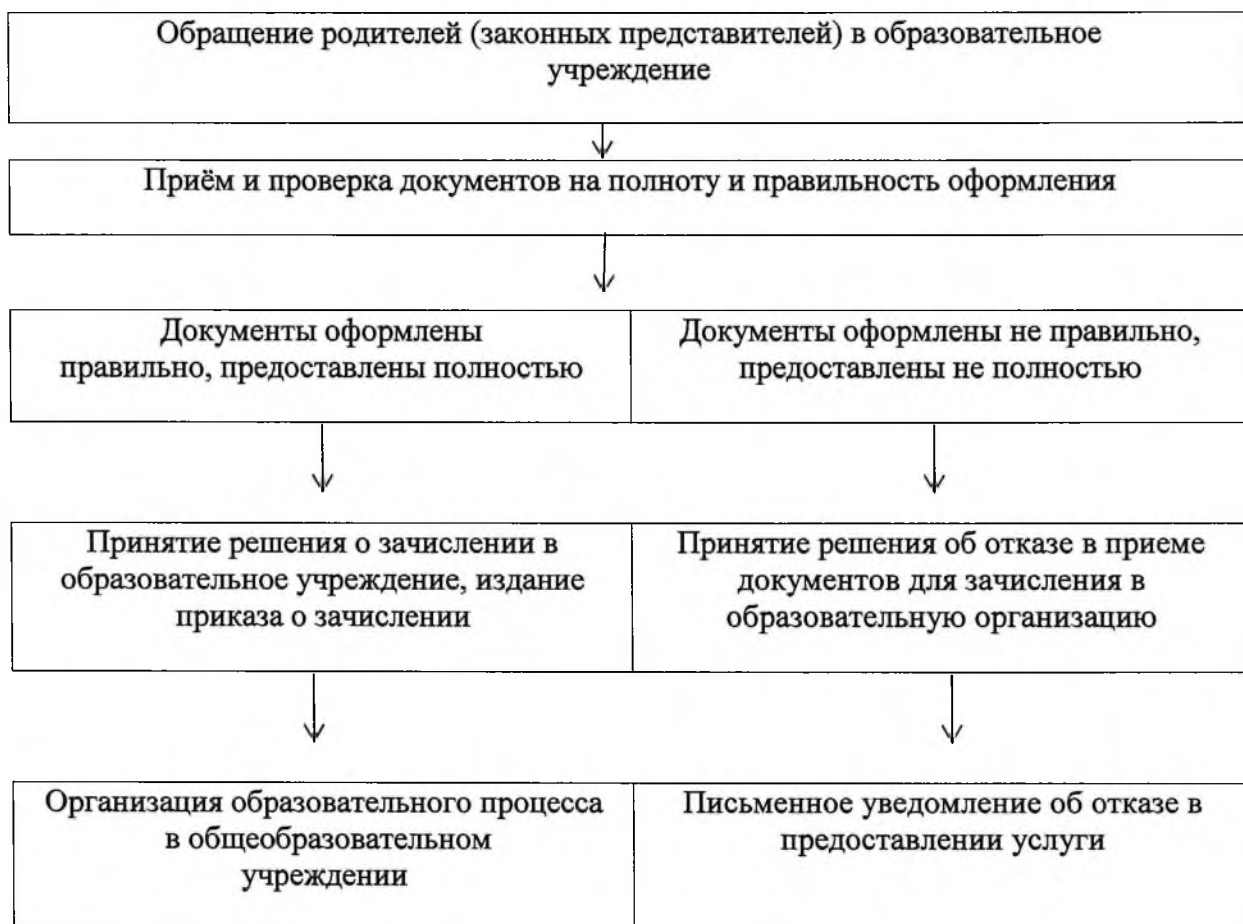 Обращение родителей (законных представителей) в образовательное
учреждение
Приём и проверка документов на полноту и правильность оформления
Документы оформлены
правильно, предоставлены полностью
Документы оформлены не правильно,
предоставлены не полностью
Принятие решения о зачислении в
образовательное учреждение, издание
приказа о зачислении
Принятие решения об отказе в приеме
документов для зачисления в
образовательную организацию
Организация образовательного процесса
в общеобразовательном
учреждении
Письменное уведомление об отказе в
предоставлении услуги